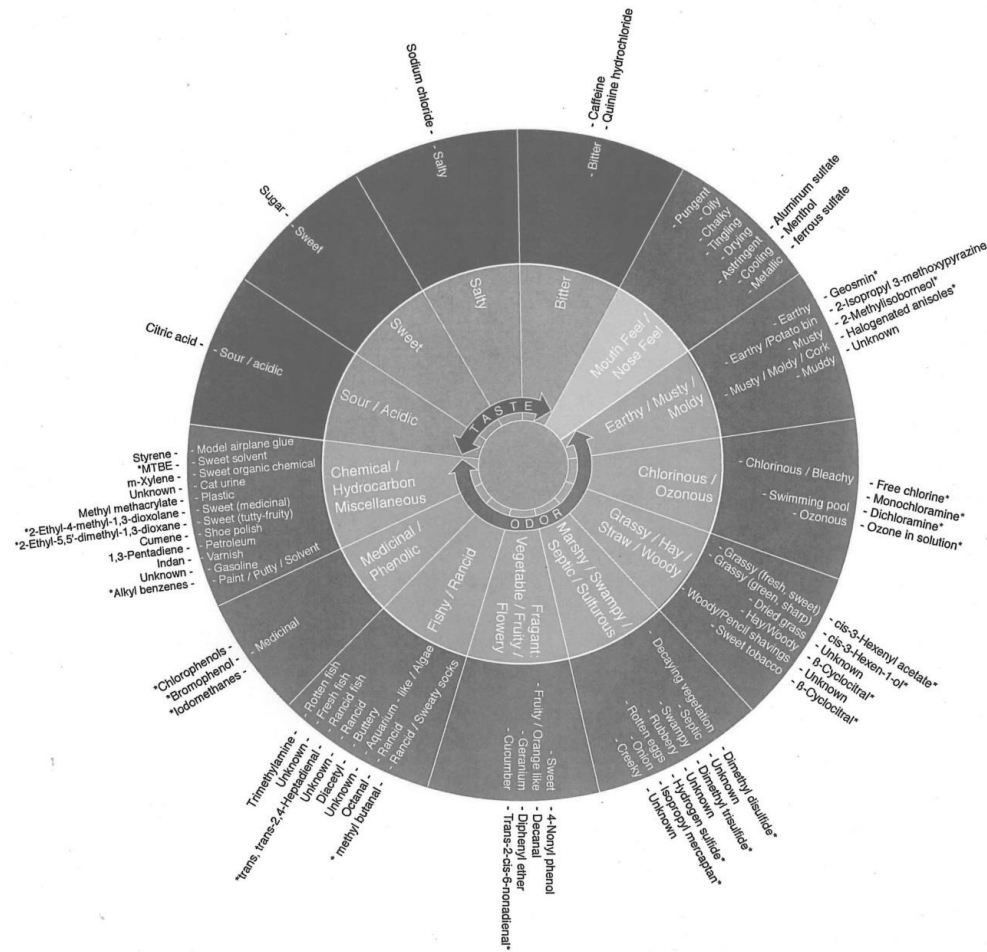 Sodium chloride -
- Caffeine
- Quinine hydrochloride
Sugar -
Citric acid -
- Aluminum sulfate
- Menthol
- ferrous sulfate
- Geosmin*
- 2-Isopropyl 3-methoxypyrazine
- 2-Methylisoborneol*
- Halogenated anisoles*
- Unknown
- Free chlorine*
- Monochloramine*
- Dichloramine*
- Ozone in solution*
- cis-3-Hexenyl acetate*
- cis-3-Hexen-1-ol*
- Unknown
- β-Cyclocitral*
- Unknown
- β-Cyclocitral*
- Dimethyl disulfide*
- Unknown
- Dimethyl trisulfide*
- Unknown
- Hydrogen sulfide*
- Isopropyl mercaptan*
- Unknown
- 4-Nonyl phenol
- Decanal
- Diphenyl ether
- Trans-2-cis-6-nonadienal*
Trimethylamine -
Unknown -
*trans, trans-2,4-Heptadienal -
Unknown -
Diacetyl -
Unknown -
Octanal -
* methyl butanal -
*Chlorophenols -
*Bromophenol -
*Iodomethanes -
Styrene -
*MTBE -
m-Xylene -
Unknown -
Methyl methacrylate -
*2-Ethyl-4-methyl-1,3-dioxolane -
*2-Ethyl-5,5'-dimethyl-1,3-dioxane -
Cumene -
1,3-Pentadiene -
Indan -
Unknown -
*Alkyl benzenes -
- Salty
- Bitter
- Sweet
- Sour / acidic
- Pungent
- Oily
- Chalky
- Tingling
- Drying
- Astringent
- Cooling
- Metallic
- Earthy
- Earthy /Potato bin
- Musty
- Musty / Moldy / Cork
- Muddy
- Chlorinous / Bleachy
- Swimming pool
- Ozonous
- Grassy (fresh, sweet)
- Grassy (green, sharp)
- Dried grass
- Hay/Woody
- Woody/Pencil shavings
- Sweet tobacco
- Decaying vegetation
- Septic
- Swampy
- Rubbery
- Rotten eggs
- Onion
- Creeky
- Sweet
- Fruity / Orange like
- Geranium
- Cucumber
- Rotten fish
- Fresh fish
- Rancid fish
- Rancid
- Buttery
- Aquarium - like / Algae
- Rancid
- Rancid / Sweaty socks
- Medicinal
- Model airplane glue
- Sweet solvent
- Sweet organic chemical
- Cat urine
- Plastic
- Sweet (medicinal)
- Sweet (tutty-fruity)
- Shoe polish
- Petroleum
- Varnish
- Gasoline
- Paint / Putty / Solvent
Salty
Bitter
Sweet
Sour / Acidic
Mouth Feel /
Nose Feel
Earthy / Musty /
Moldy
Chlorinous /
Ozonous
Grassy / Hay /
Straw / Woody
Marshy / Swampy /
Septic / Sulfurous
Fragant:
Vegetable / Fruity /
Flowery
Fishy / Rancid
Medicinal /
Phenolic
Chemical /
Hydrocarbon
Miscellaneous
TASTE
ODOR